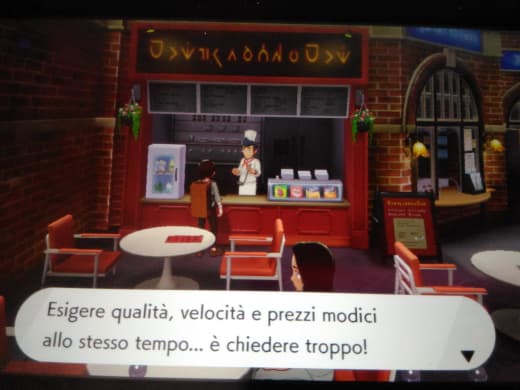 Esigere qualità, velocità e prezzi modici
allo stesso tempo... è chiedere troppo!